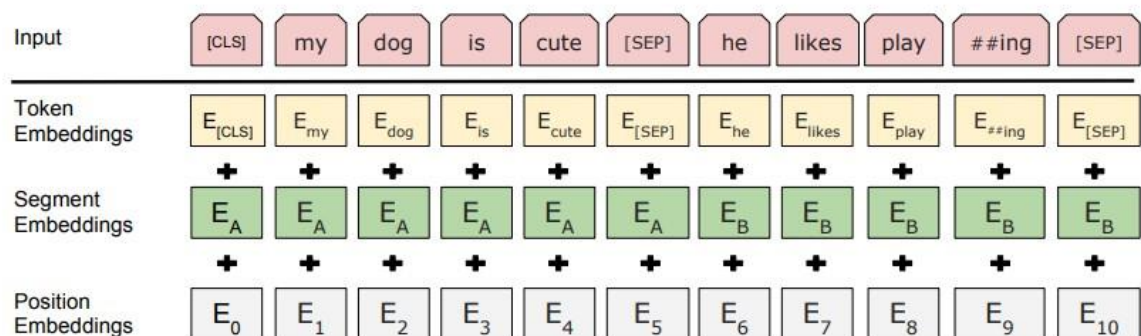 Input [CLS] my dog is cute [SEP] he likes play ##ing [SEP]
Token
Embeddings
E[CLS] Emy Edog Eis Ecute E[SEP] Ehe Elikes Eplay E##ing E[SEP]
+ + + + + + + + + + +
Segment
Embeddings
EA EA EA EA EA EA EB EB EB EB EB
+ + + + + + + + + + +
Position
Embeddings
E0 E1 E2 E3 E4 E5 E6 E7 E8 E9 E10